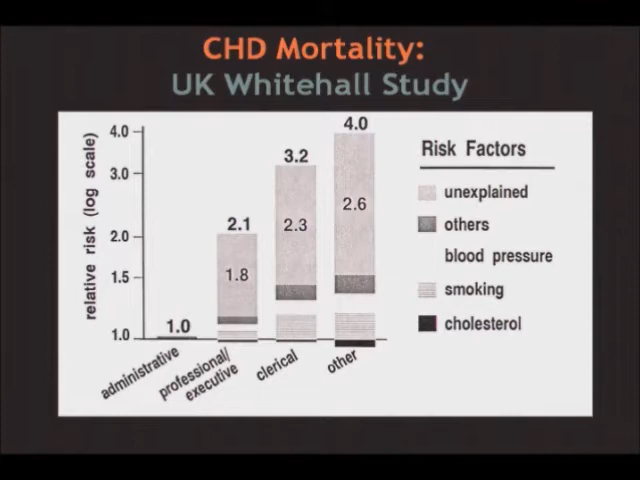 CHD Mortality:
UK Whitehall Study
relative risk (log scale)
4.0
3.0
2.0
1.5
1.0
1.0
2.1
1.8
3.2
2.3
4.0
2.6
administrative
professional/
executive
clerical
other
Risk Factors
unexplained
others
blood pressure
smoking
cholesterol